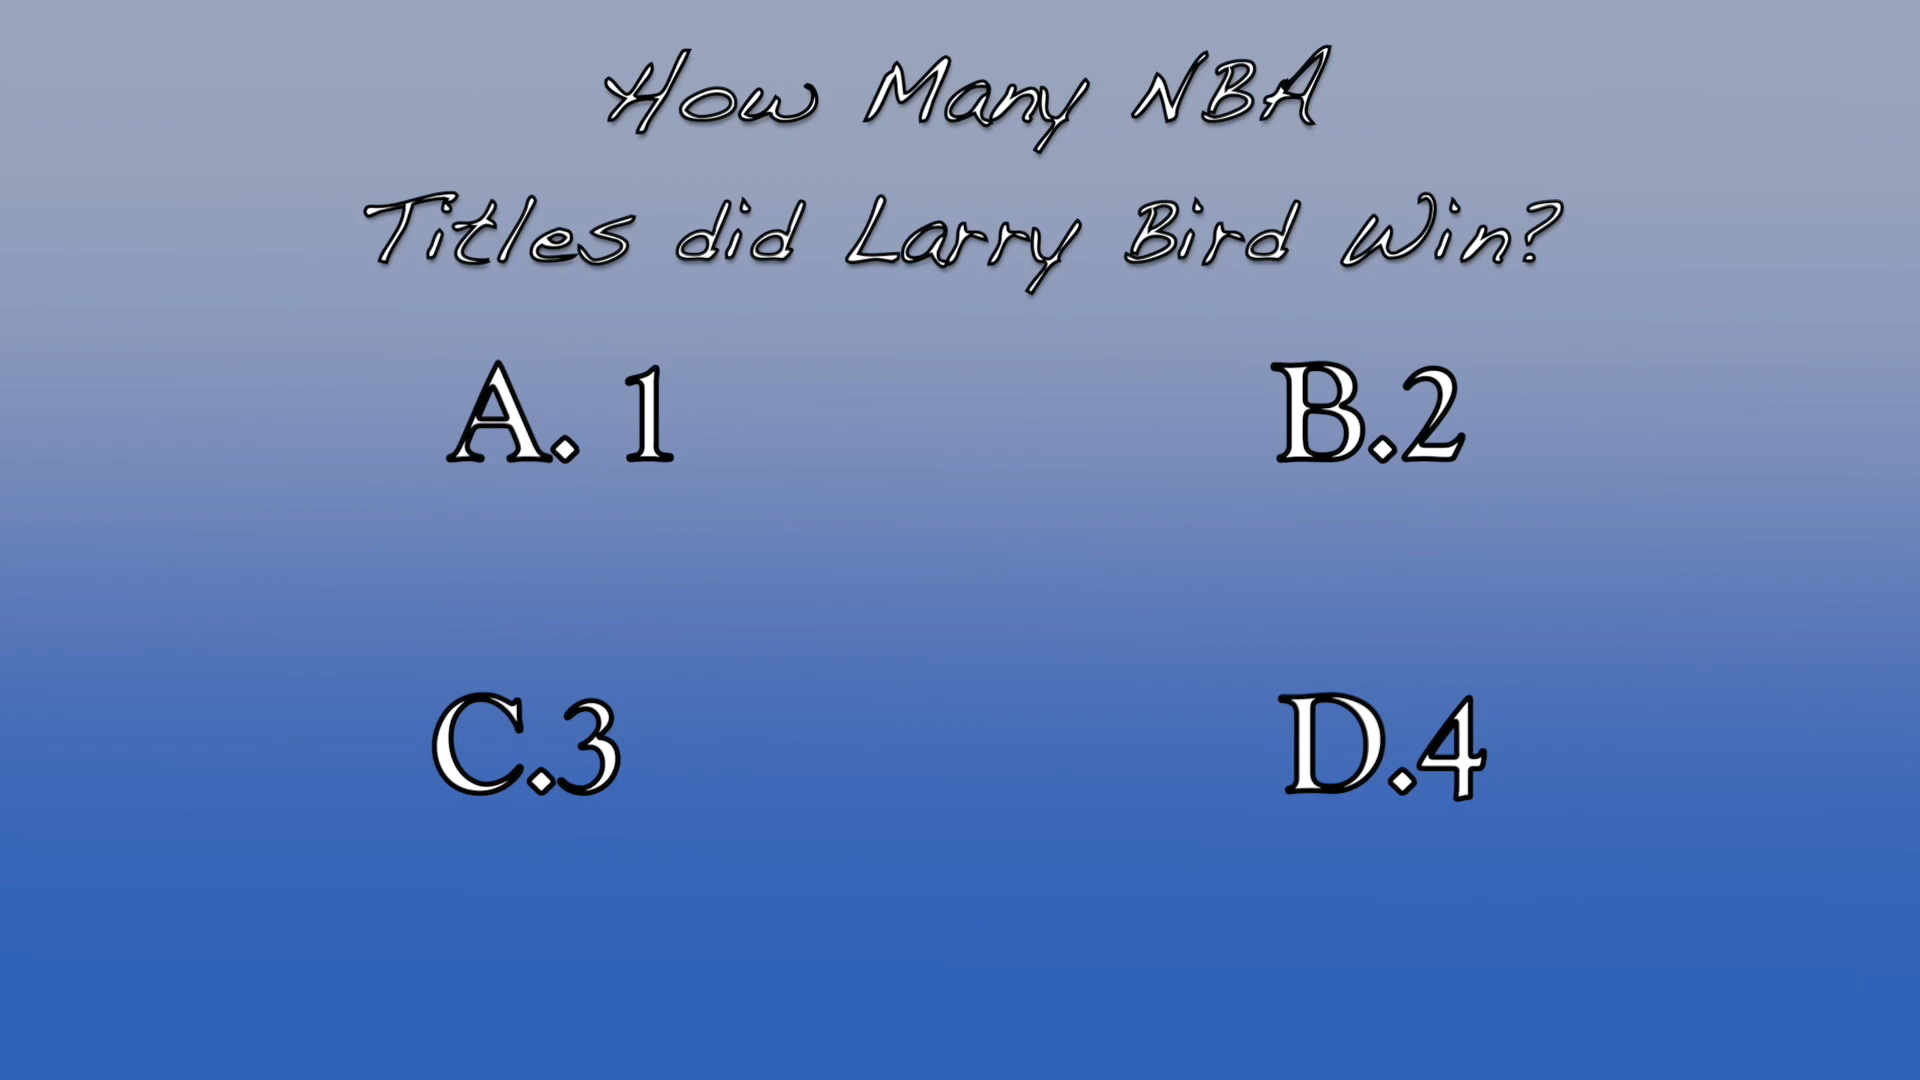 How Many NBA
Titles did Larry Bird Win?
A. 1
B.2
C.3
D.4